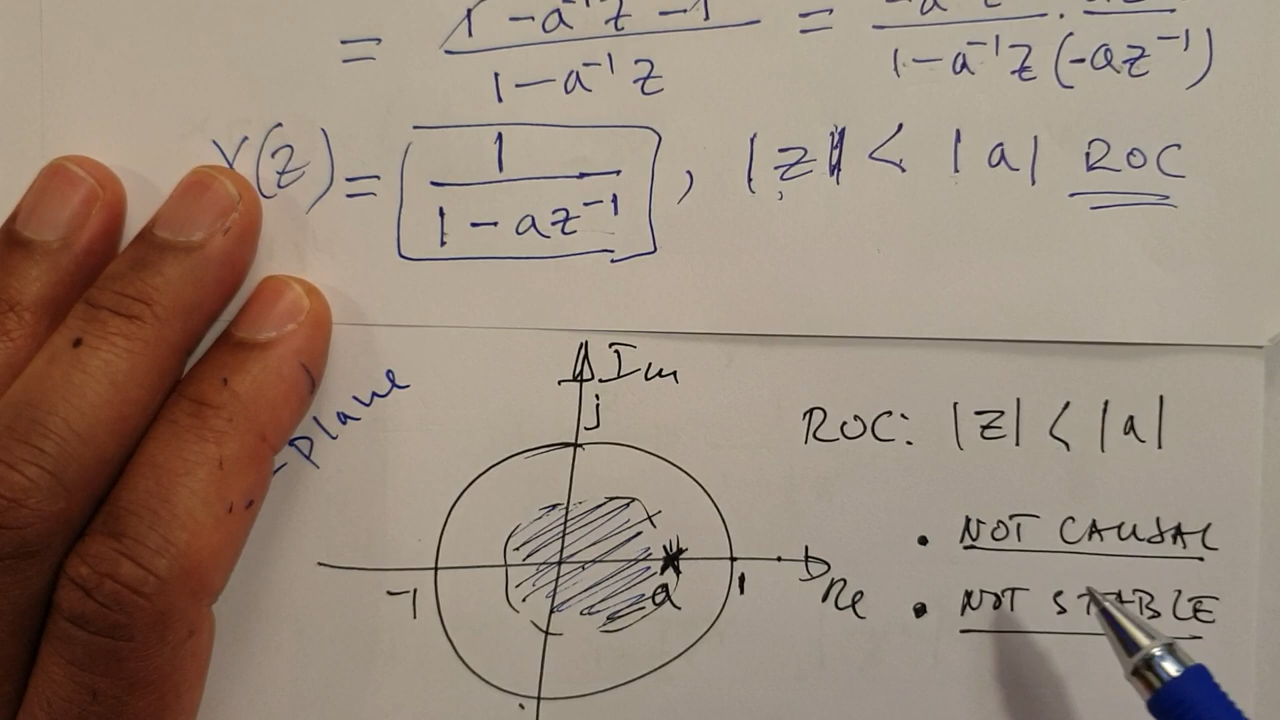 = 1 - a⁻¹z - 1 / 1 - a⁻¹z = / 1 - a⁻¹z (-az⁻¹)
X(z) = 1 / 1 - az⁻¹ , |z| < |a| ROC
Im
j
-plane
ROC: |z| < |a|
• NOT CAUSAL
-1 a 1 Re
• NOT STABLE